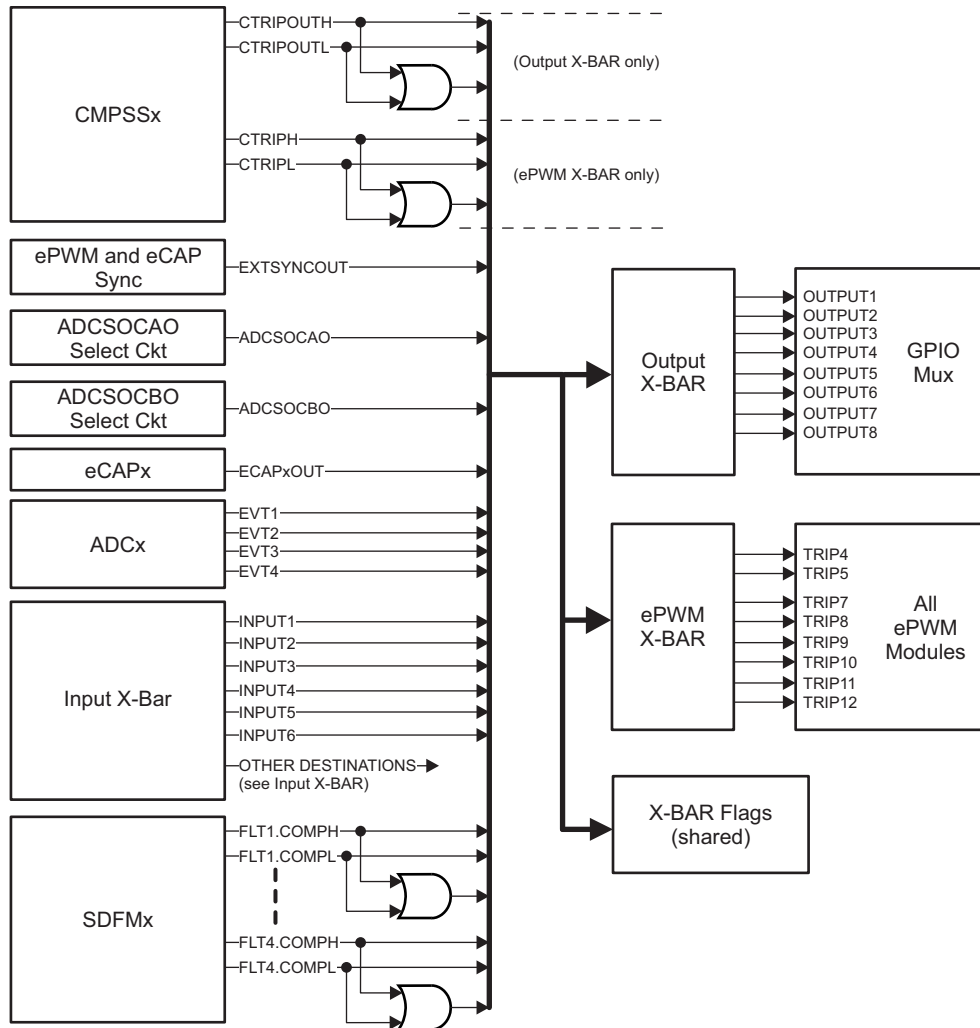 CMPSSx
CTRIPOUTH
CTRIPOUTL
(Output X-BAR only)
CTRIPH
CTRIPL
(ePWM X-BAR only)
ePWM and eCAP
Sync
EXTSYNCOUT
ADCSOCAO
Select Ckt
ADCSOCAO
ADCSOCBO
Select Ckt
ADCSOCBO
eCAPx
ECAPxOUT
ADCx
EVT1
EVT2
EVT3
EVT4
Input X-Bar
INPUT1
INPUT2
INPUT3
INPUT4
INPUT5
INPUT6
OTHER DESTINATIONS
(see Input X-BAR)
SDFMx
FLT1.COMPH
FLT1.COMPL
FLT4.COMPH
FLT4.COMPL
Output
X-BAR
OUTPUT1
OUTPUT2
OUTPUT3
OUTPUT4
OUTPUT5
OUTPUT6
OUTPUT7
OUTPUT8
GPIO
Mux
ePWM
X-BAR
TRIP4
TRIP5
TRIP7
TRIP8
TRIP9
TRIP10
TRIP11
TRIP12
All
ePWM
Modules
X-BAR Flags
(shared)